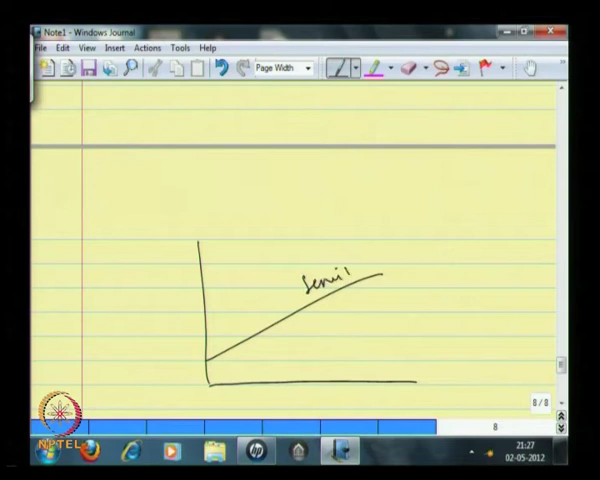 Note1 - Windows Journal
File Edit View Insert Actions Tools Help
Page Width
8 / 8
8
hp
NPTEL
21:27
02-05-2012